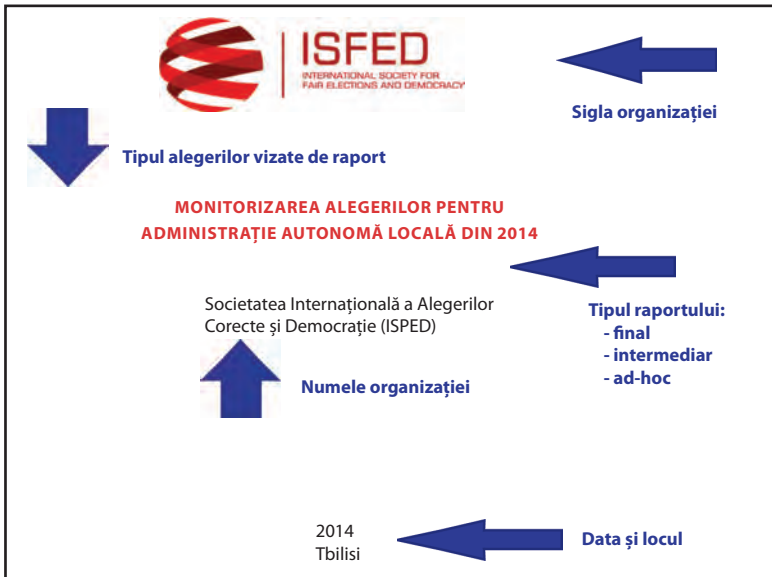 ISFED
INTERNATIONAL SOCIETY FOR
FAIR ELECTIONS AND DEMOCRACY
Sigla organizației
Tipul alegerilor vizate de raport
MONITORIZAREA ALEGERILOR PENTRU
ADMINISTRAȚIE AUTONOMĂ LOCALĂ DIN 2014
Societatea Internațională a Alegerilor
Corecte și Democrație (ISPED)
Tipul raportului:
- final
- intermediar
- ad-hoc
Numele organizației
2014
Tbilisi
Data și locul